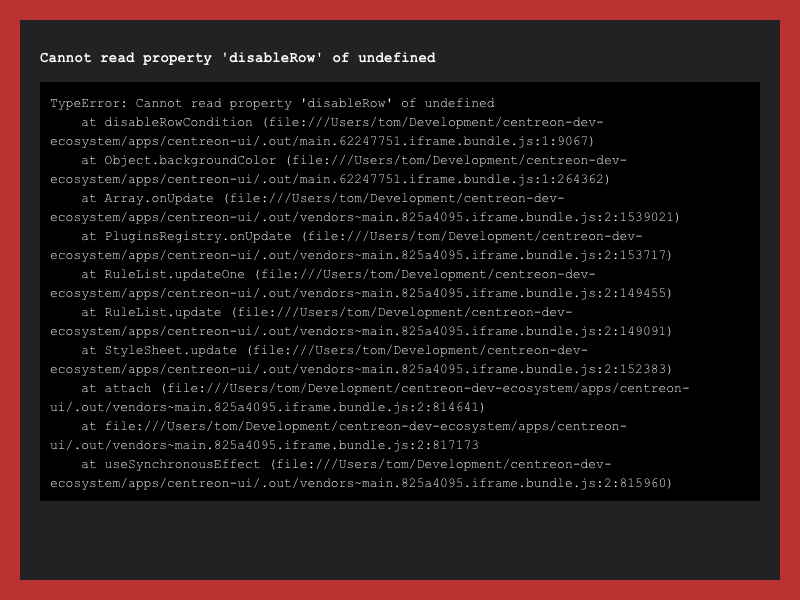 Cannot read property 'disableRow' of undefined
TypeError: Cannot read property 'disableRow' of undefined
    at disableRowCondition (file:///Users/tom/Development/centreon-dev-
ecosystem/apps/centreon-ui/.out/main.62247751.iframe.bundle.js:1:9067)
    at Object.backgroundColor (file:///Users/tom/Development/centreon-dev-
ecosystem/apps/centreon-ui/.out/main.62247751.iframe.bundle.js:1:264362)
    at Array.onUpdate (file:///Users/tom/Development/centreon-dev-
ecosystem/apps/centreon-ui/.out/vendors~main.825a4095.iframe.bundle.js:2:1539021)
    at PluginsRegistry.onUpdate (file:///Users/tom/Development/centreon-dev-
ecosystem/apps/centreon-ui/.out/vendors~main.825a4095.iframe.bundle.js:2:153717)
    at RuleList.updateOne (file:///Users/tom/Development/centreon-dev-
ecosystem/apps/centreon-ui/.out/vendors~main.825a4095.iframe.bundle.js:2:149455)
    at RuleList.update (file:///Users/tom/Development/centreon-dev-
ecosystem/apps/centreon-ui/.out/vendors~main.825a4095.iframe.bundle.js:2:149091)
    at StyleSheet.update (file:///Users/tom/Development/centreon-dev-
ecosystem/apps/centreon-ui/.out/vendors~main.825a4095.iframe.bundle.js:2:152383)
    at attach (file:///Users/tom/Development/centreon-dev-ecosystem/apps/centreon-
ui/.out/vendors~main.825a4095.iframe.bundle.js:2:814641)
    at file:///Users/tom/Development/centreon-dev-ecosystem/apps/centreon-
ui/.out/vendors~main.825a4095.iframe.bundle.js:2:817173
    at useSynchronousEffect (file:///Users/tom/Development/centreon-dev-
ecosystem/apps/centreon-ui/.out/vendors~main.825a4095.iframe.bundle.js:2:815960)